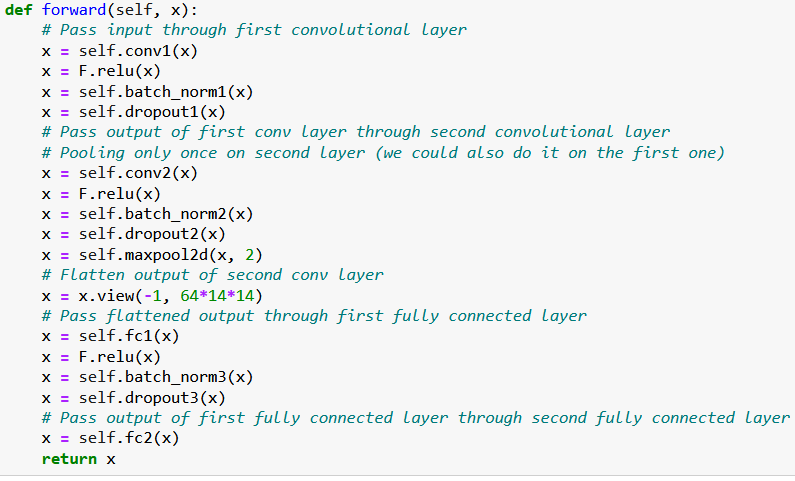 def forward(self, x):
    # Pass input through first convolutional layer
    x = self.conv1(x)
    x = F.relu(x)
    x = self.batch_norm1(x)
    x = self.dropout1(x)
    # Pass output of first conv layer through second convolutional layer
    # Pooling only once on second layer (we could also do it on the first one)
    x = self.conv2(x)
    x = F.relu(x)
    x = self.batch_norm2(x)
    x = self.dropout2(x)
    x = self.maxpool2d(x, 2)
    # Flatten output of second conv layer
    x = x.view(-1, 64*14*14)
    # Pass flattened output through first fully connected layer
    x = self.fc1(x)
    x = F.relu(x)
    x = self.batch_norm3(x)
    x = self.dropout3(x)
    # Pass output of first fully connected layer through second fully connected layer
    x = self.fc2(x)
    return x